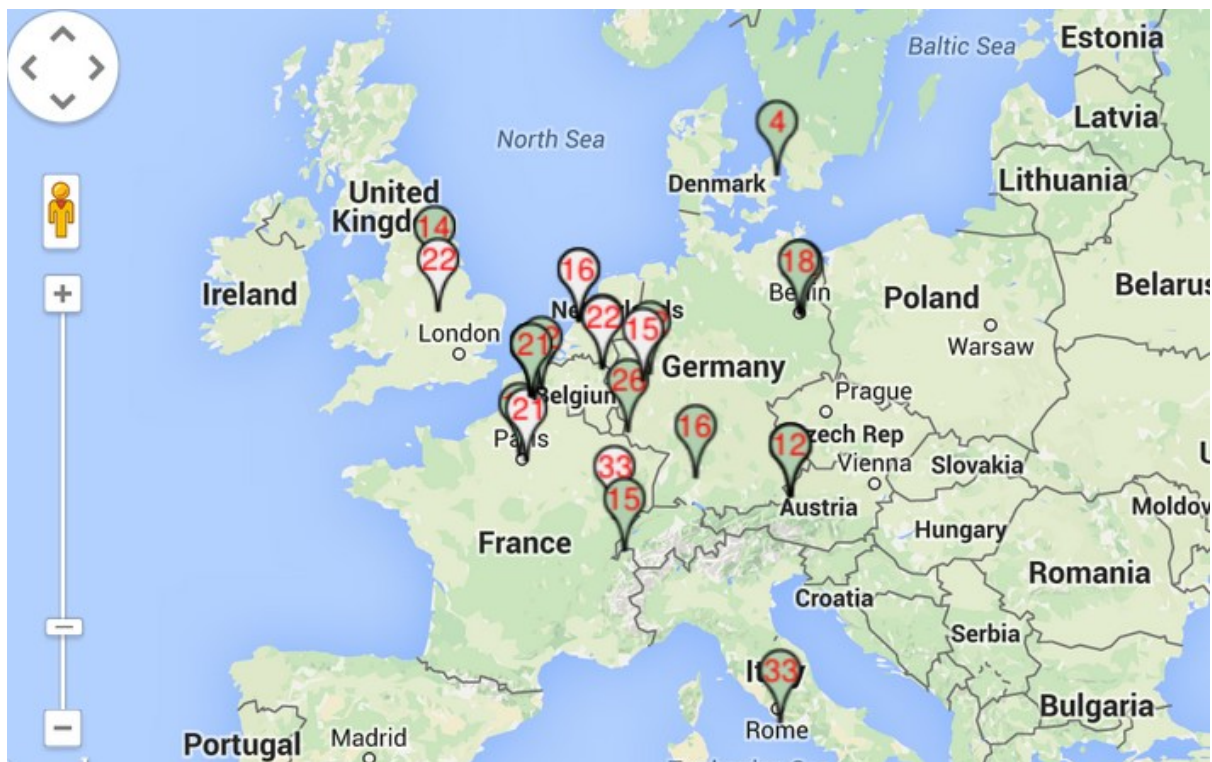 Baltic Sea
Estonia
North Sea
4
Latvia
Denmark
Lithuania
United
Kingd
14
22
16
18
Belarus
Ireland
Berlin
Poland
London
22
15
Warsaw
21
Germany
26
Belgium
Prague
21
Paris
16
12
zech Rep
Vienna
Slovakia
33
15
Austria
Moldov
France
Hungary
Romania
Croatia
Serbia
33
Rome
Bulgaria
Portugal
Madrid